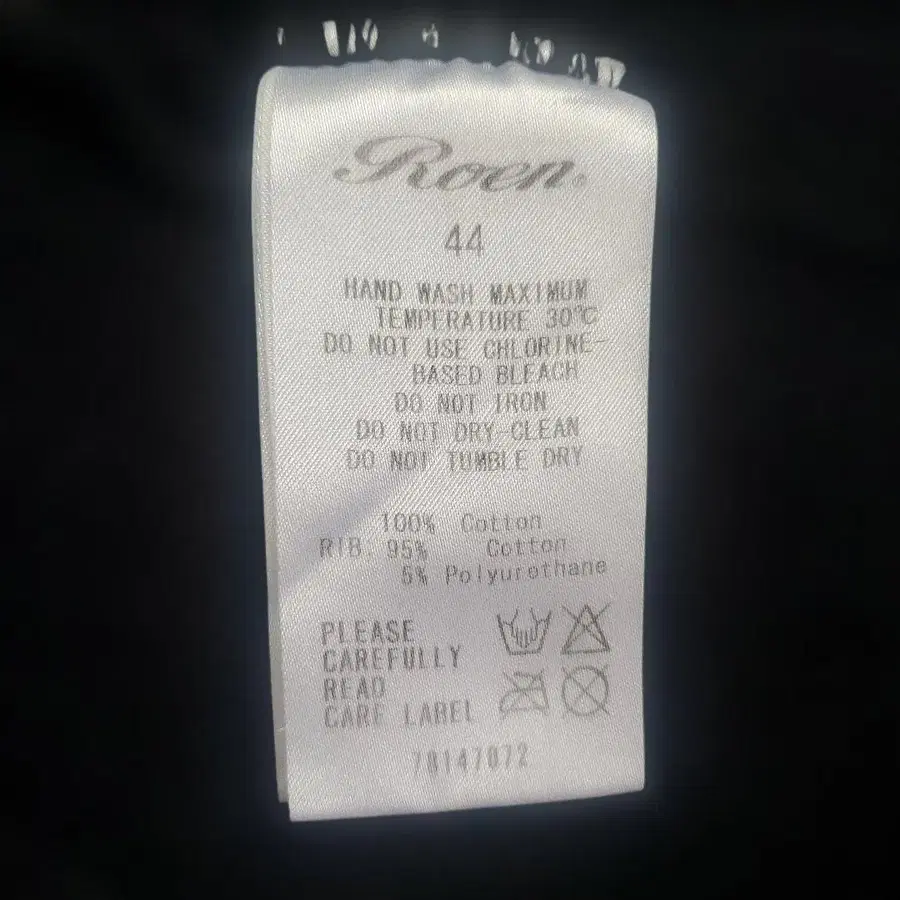 Roen®
44
HAND WASH MAXIMUM
TEMPERATURE 30℃
DO NOT USE CHLORINE-
BASED BLEACH
DO NOT IRON
DO NOT DRY-CLEAN
DO NOT TUMBLE DRY
100% Cotton
RIB. 95% Cotton
5% Polyurethane
PLEASE
CAREFULLY
READ
CARE LABEL
70147072